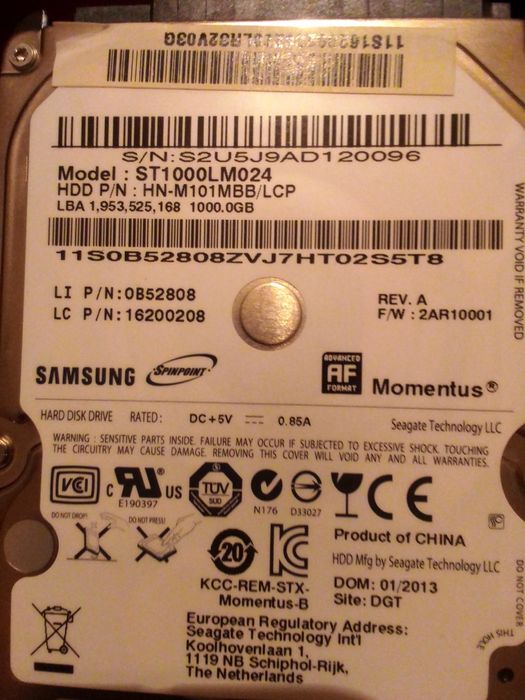 S/N:S2U5J9AD120096
Model : ST1000LM024
HDD P/N : HN-M101MBB/LCP
LBA 1,953,525,168 1000.0GB
11S0B52808ZVJ7HT02S5T8
LI P/N:0B52808
LC P/N:16200208
REV. A
F/W : 2AR10001
SAMSUNG SPINPOINT
ADVANCED
AF
FORMAT
Momentus®
HARD DISK DRIVE RATED: DC+5V 0.85A
Seagate Technology LLC
WARNING : SENSITIVE PARTS INSIDE. FAILURE MAY OCCUR IF SUBJECTED TO EXCESSIVE SHOCK. TOUCHING
THE CIRCUITRY MAY CAUSE DAMAGE. REMOVING THIS COVER WILL VOID ANY AND ALL WARRANTIES.
VCI
C RU US
E190397
TÜV
SÜD
N176
D33027
CE
DO NOT DROP!
DO NOT PRESS!
20
Product of CHINA
HDD Mfg by Seagate Technology LLC
KCC-REM-STX-
Momentus-B
DOM: 01/2013
Site: DGT
European Regulatory Address:
Seagate Technology Int'l
Koolhovenlaan 1,
1119 NB Schiphol-Rijk,
The Netherlands
WARRANTY VOID IF REMOVED
DO NOT COVER
THIS HOLE